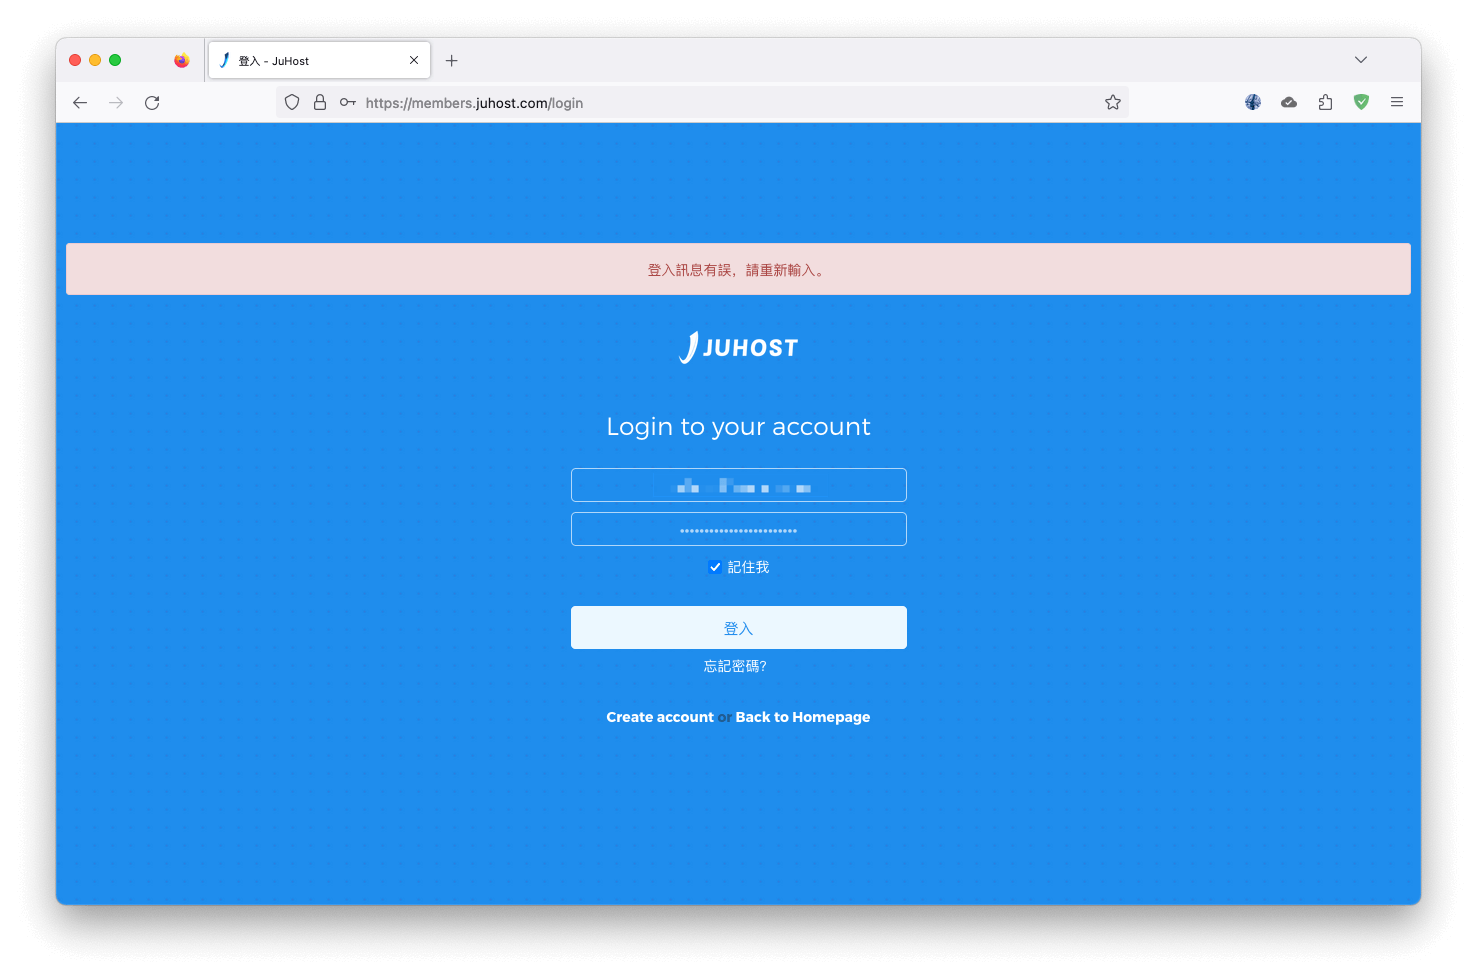 登入 - JuHost
https://members.juhost.com/login
登入訊息有誤，請重新輸入。
JUHOST
Login to your account
記住我
登入
忘記密碼?
Create account or Back to Homepage